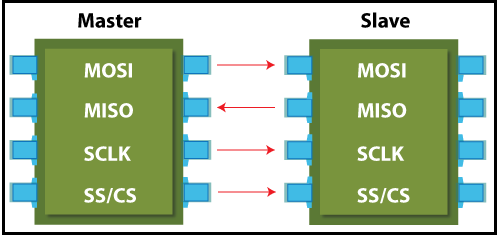 Master
Slave
MOSI
MOSI
MISO
MISO
SCLK
SCLK
SS/CS
SS/CS